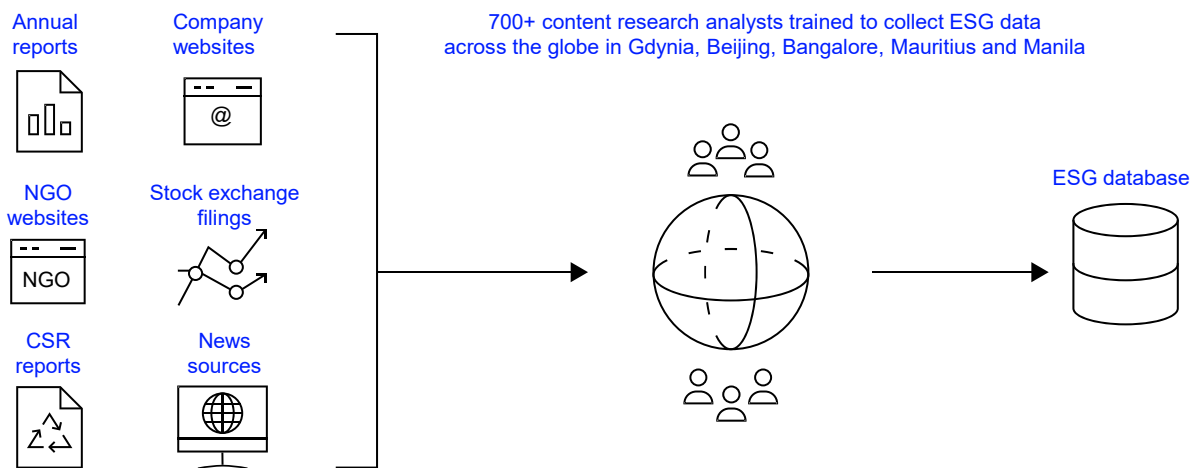 Annual
reports
Company
websites
700+ content research analysts trained to collect ESG data
across the globe in Gdynia, Beijing, Bangalore, Mauritius and Manila
@
NGO
websites
Stock exchange
filings
ESG database
NGO
CSR
reports
News
sources